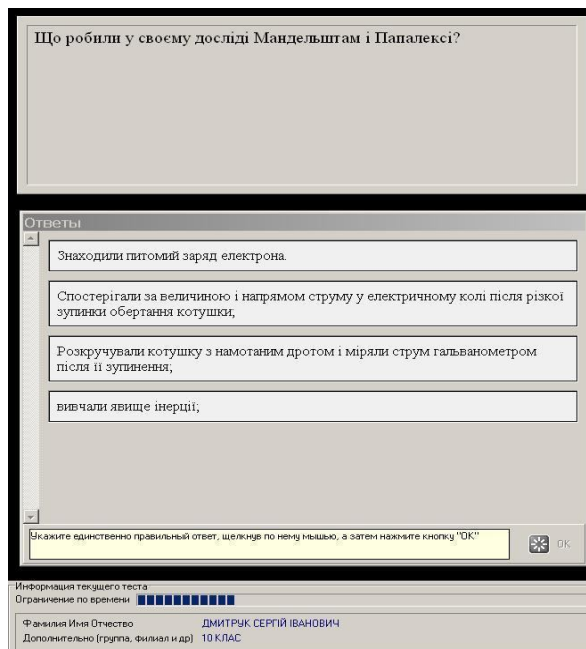 Що робили у своєму досліді Мандельштам і Папалексі?
Ответы
Знаходили питомий заряд електрона.
Спостерігали за величиною і напрямом струму у електричному колі після різкої
зупинки обертання котушки;
Розкручували котушку з намотаним дротом і міряли струм гальванометром
після її зупинення;
вивчали явище інерції;
Укажите единственно правильный ответ, щелкнув по нему мышью, а затем нажмите кнопку "ОК"
ОК
Информация текущего теста
Ограничение по времени
Фамилия Имя Отчество ДМИТРУК СЕРГІЙ ІВАНОВИЧ
Дополнительно (группа, филиал и др) 10 КЛАС